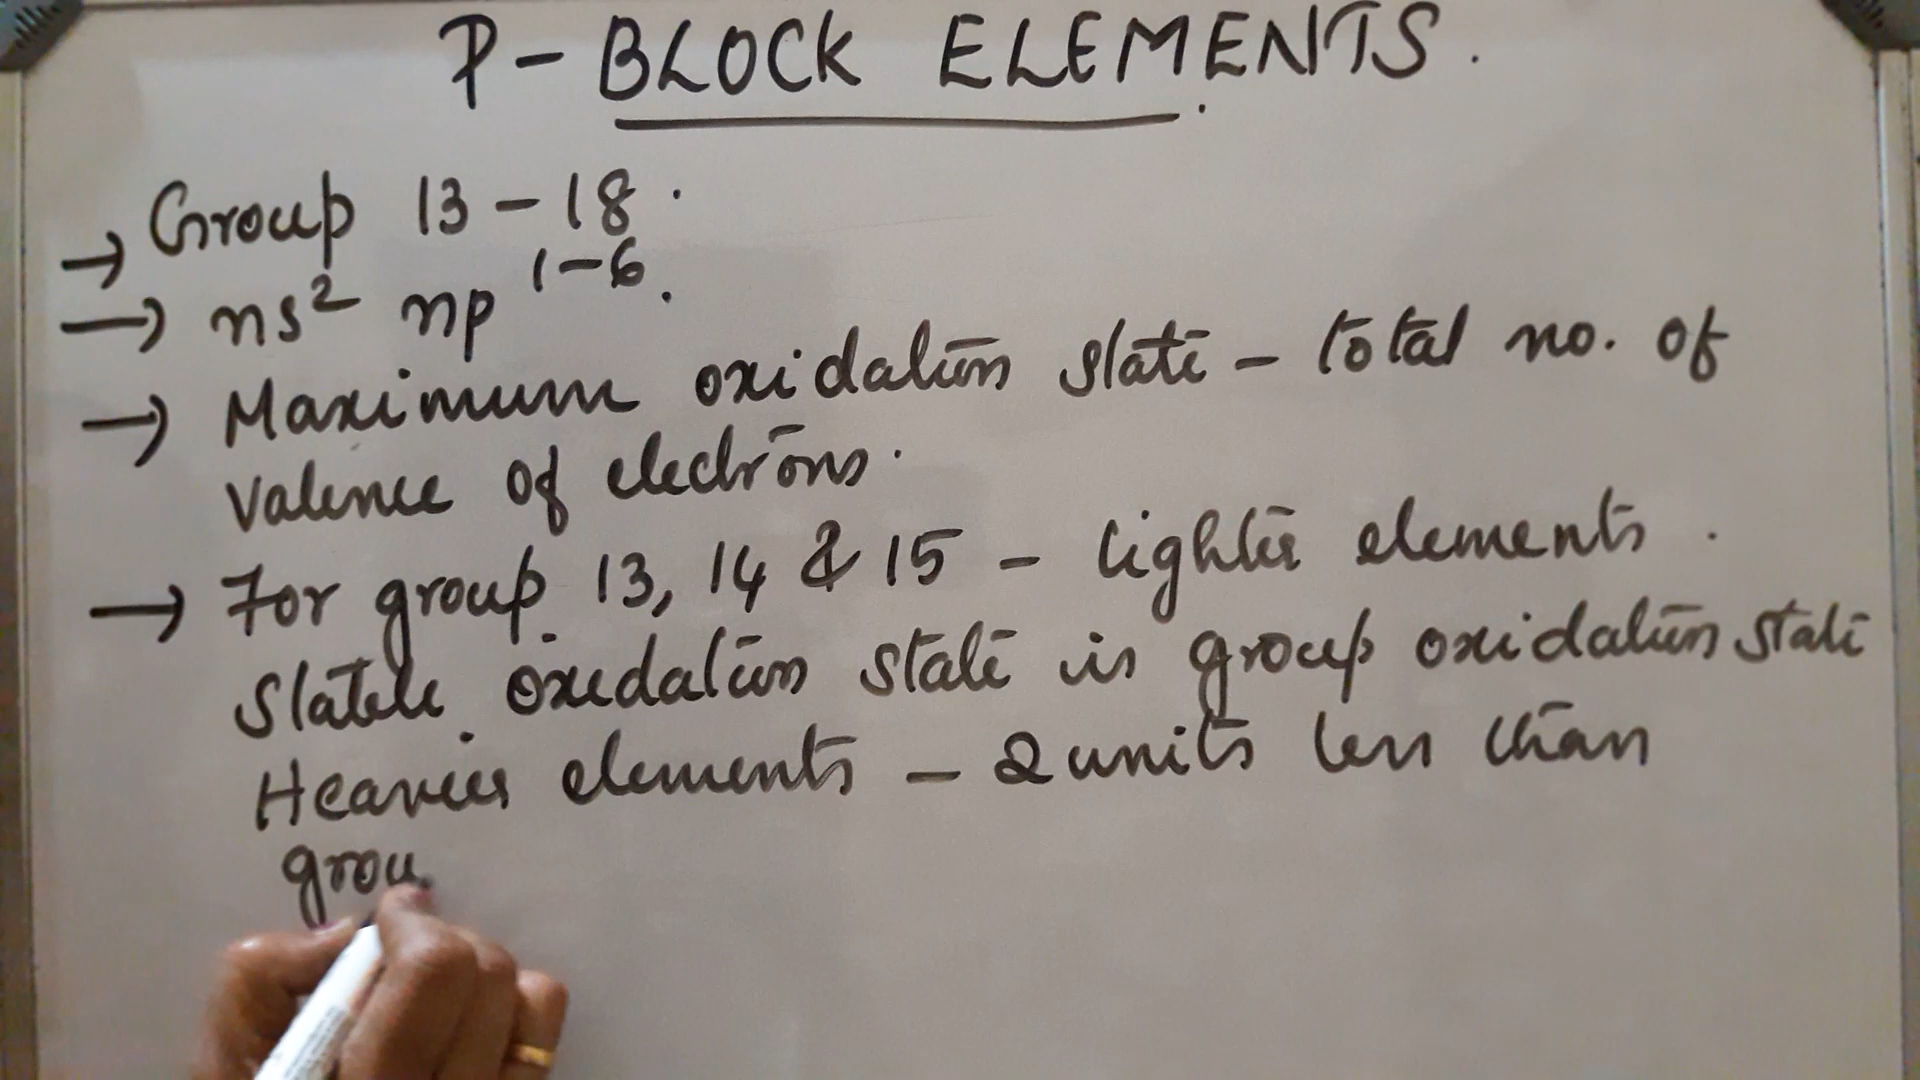 P-BLOCK ELEMENTS.
→ Group 13-18.
→ ns² np¹⁻⁶.
→ Maximum oxidation state - total no. of
valence of electrons.
→ For group 13, 14 & 15 - lighter elements.
Stable oxidation state is group oxidation state
Heavier elements - 2 units less than
grou